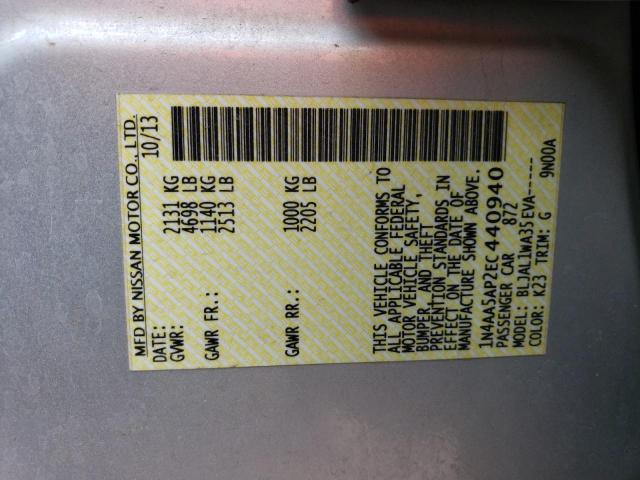 MFD BY NISSAN MOTOR CO., LTD.
DATE: 10/13
GVWR: 2131 KG
4698 LB
GAWR FR.: 1140 KG
2513 LB
GAWR RR.: 1000 KG
2205 LB
THIS VEHICLE CONFORMS TO
ALL APPLICABLE FEDERAL
MOTOR VEHICLE SAFETY,
BUMPER, AND THEFT
PREVENTION STANDARDS IN
EFFECT ON THE DATE OF
MANUFACTURE SHOWN ABOVE.
1N4AA5AP2EC440940
PASSENGER CAR 872
MODEL: BLJAL1WA35EVA------
COLOR: K23 TRIM: G 9N00A